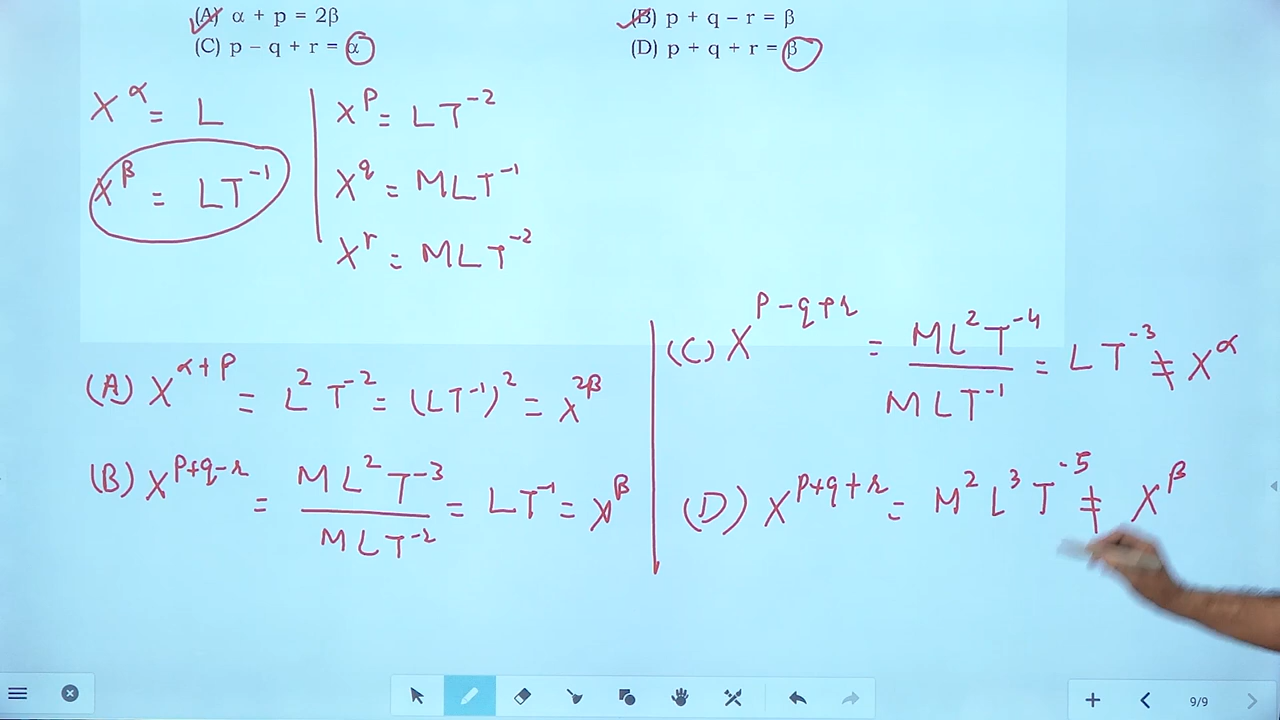 (A) α + p = 2β
(B) p + q – r = β
(C) p – q + r = α
(D) p + q + r = β
X^α = L
X^β = LT^-1
X^p = LT^-2
X^q = MLT^-1
X^r = MLT^-2
(A) X^α+p = L^2 T^-2 = (LT^-1)^2 = X^2β
(B) X^p+q-r = ML^2 T^-3 / MLT^-2 = LT^-1 = X^β
(C) X^p-q+r = ML^2T^-4 / MLT^-1 = LT^-3 ≠ X^α
(D) X^p+q+r = M^2 L^3 T^-5 ≠ X^β
9/9